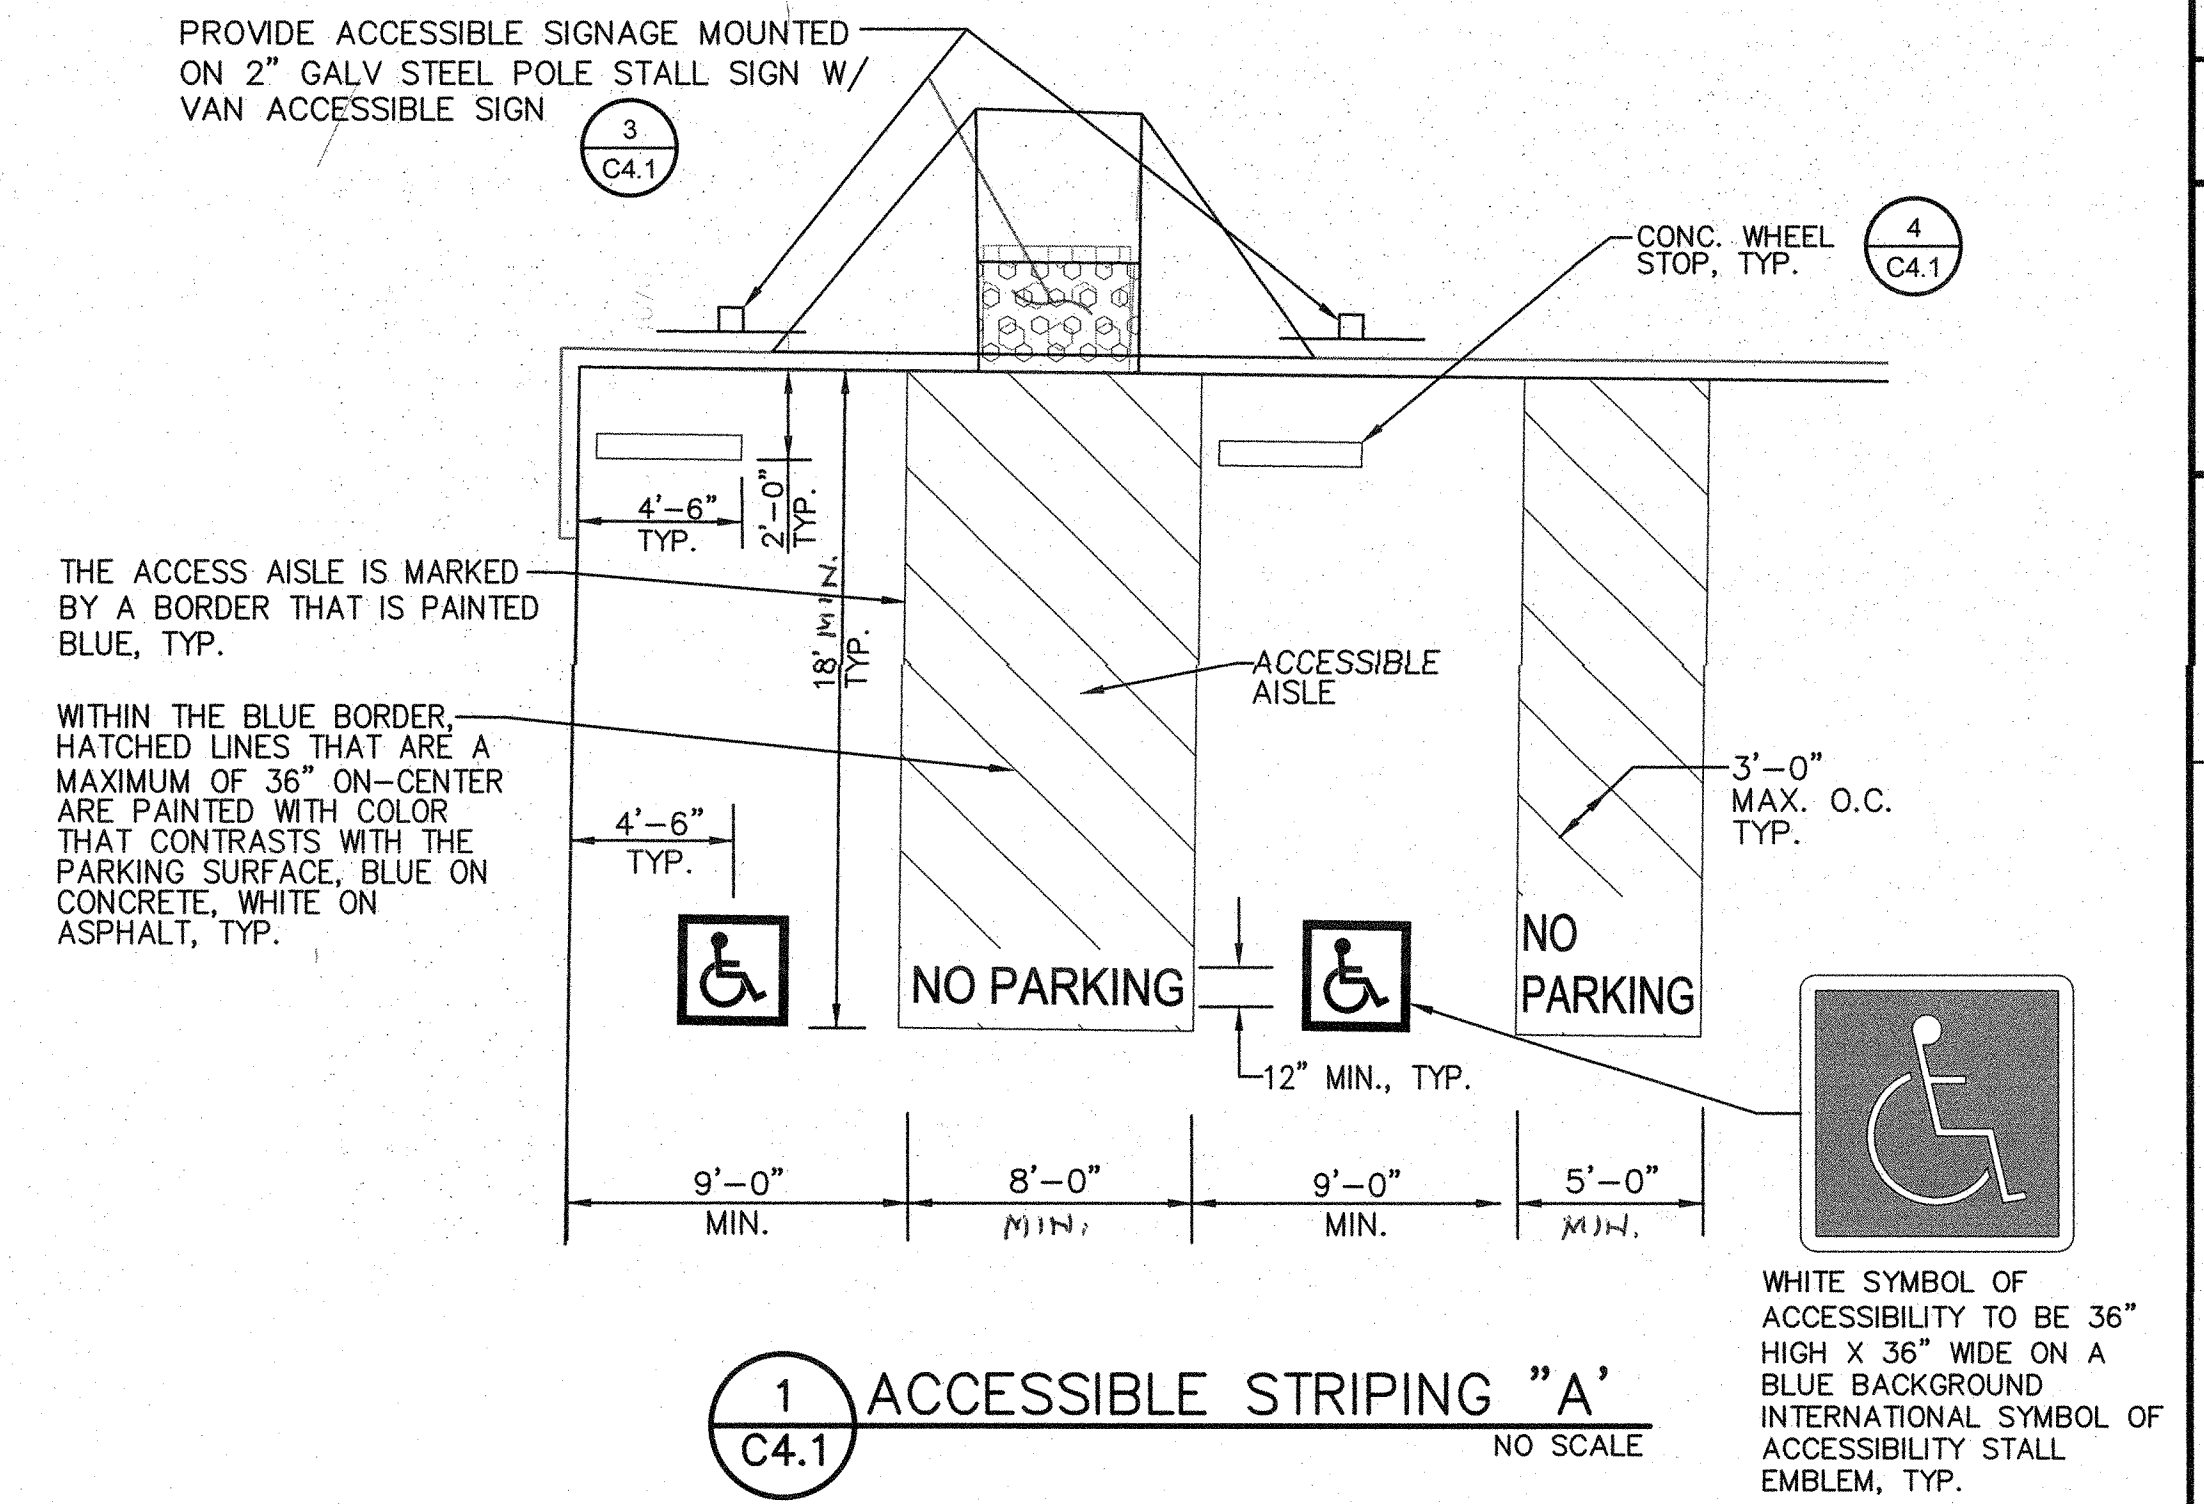 PROVIDE ACCESSIBLE SIGNAGE MOUNTED
ON 2" GALV STEEL POLE STALL SIGN W/
VAN ACCESSIBLE SIGN
3
C4.1
CONC. WHEEL
STOP, TYP.
4
C4.1
4'-6"
TYP.
2'-0"
TYP.
18' MIN.
TYP.
THE ACCESS AISLE IS MARKED
BY A BORDER THAT IS PAINTED
BLUE, TYP.
ACCESSIBLE
AISLE
WITHIN THE BLUE BORDER,
HATCHED LINES THAT ARE A
MAXIMUM OF 36" ON-CENTER
ARE PAINTED WITH COLOR
THAT CONTRASTS WITH THE
PARKING SURFACE, BLUE ON
CONCRETE, WHITE ON
ASPHALT, TYP.
4'-6"
TYP.
3'-0"
MAX. O.C.
TYP.
NO PARKING
NO
PARKING
12" MIN., TYP.
9'-0"
MIN.
8'-0"
MIN.
9'-0"
MIN.
5'-0"
MIN.
WHITE SYMBOL OF
ACCESSIBILITY TO BE 36"
HIGH X 36" WIDE ON A
BLUE BACKGROUND
INTERNATIONAL SYMBOL OF
ACCESSIBILITY STALL
EMBLEM, TYP.
1
C4.1
ACCESSIBLE STRIPING "A'
NO SCALE